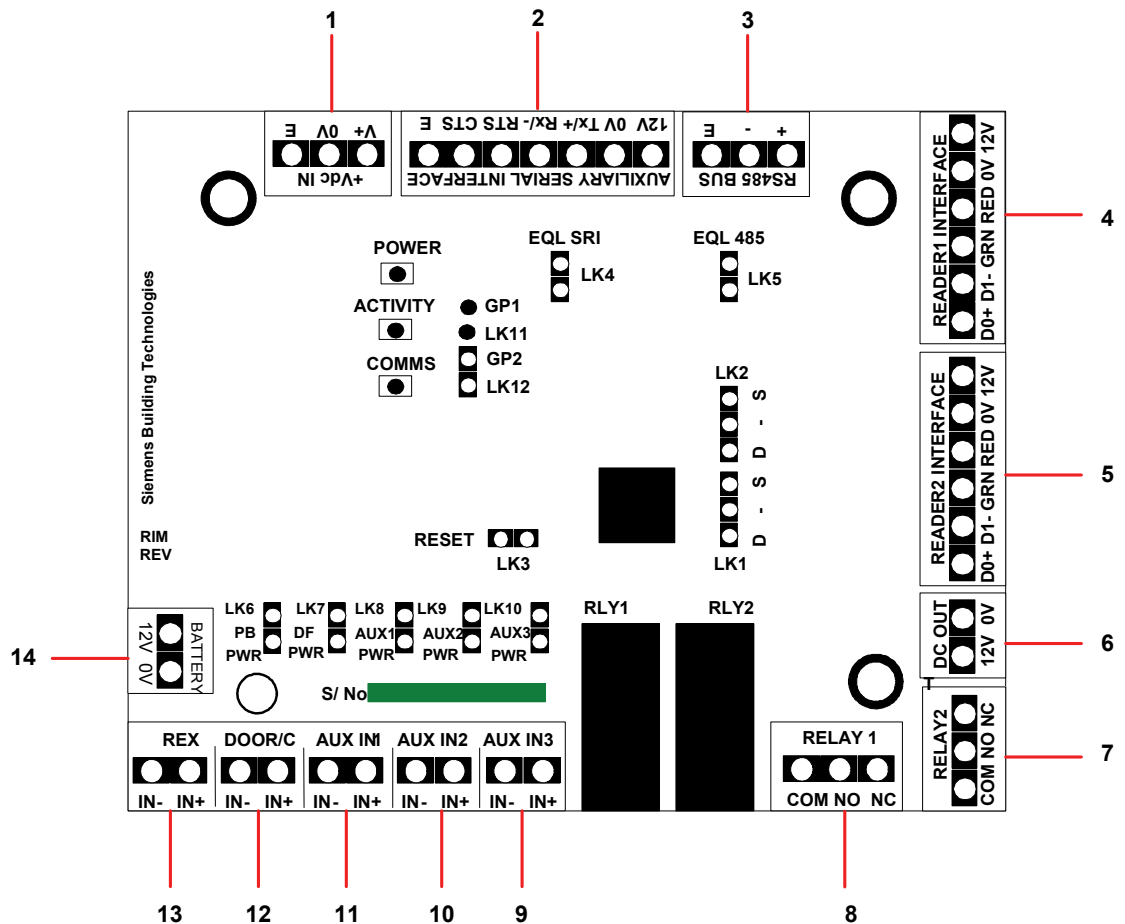 1
2
3
E 0V V+
+Vdc IN
12V 0V Tx/+ Rx/- RTS CTS E
AUXILIARY SERIAL INTERFACE
E - +
RS485 BUS
READER1 INTERFACE
D0+ D1- GRN RED 0V 12V
4
POWER
ACTIVITY
COMMS
GP1
LK11
GP2
LK12
EQL SRI
LK4
EQL 485
LK5
Siemens Building Technologies
LK2
D - S
D - S
LK1
READER2 INTERFACE
D0+ D1- GRN RED 0V 12V
5
RIM
REV
RESET
LK3
LK6 LK7 LK8 LK9 LK10
PB DF AUX1 AUX2 AUX3
PWR PWR PWR PWR PWR
RLY1 RLY2
DC OUT
12V 0V
6
BATTERY
12V 0V
14
S/ No
T
RELAY2
COM NO NC
7
REX DOOR/C AUX IN1 AUX IN2 AUX IN3
IN- IN+ IN- IN+ IN- IN+ IN- IN+ IN- IN+
RELAY 1
COM NO NC
13 12 11 10 9 8